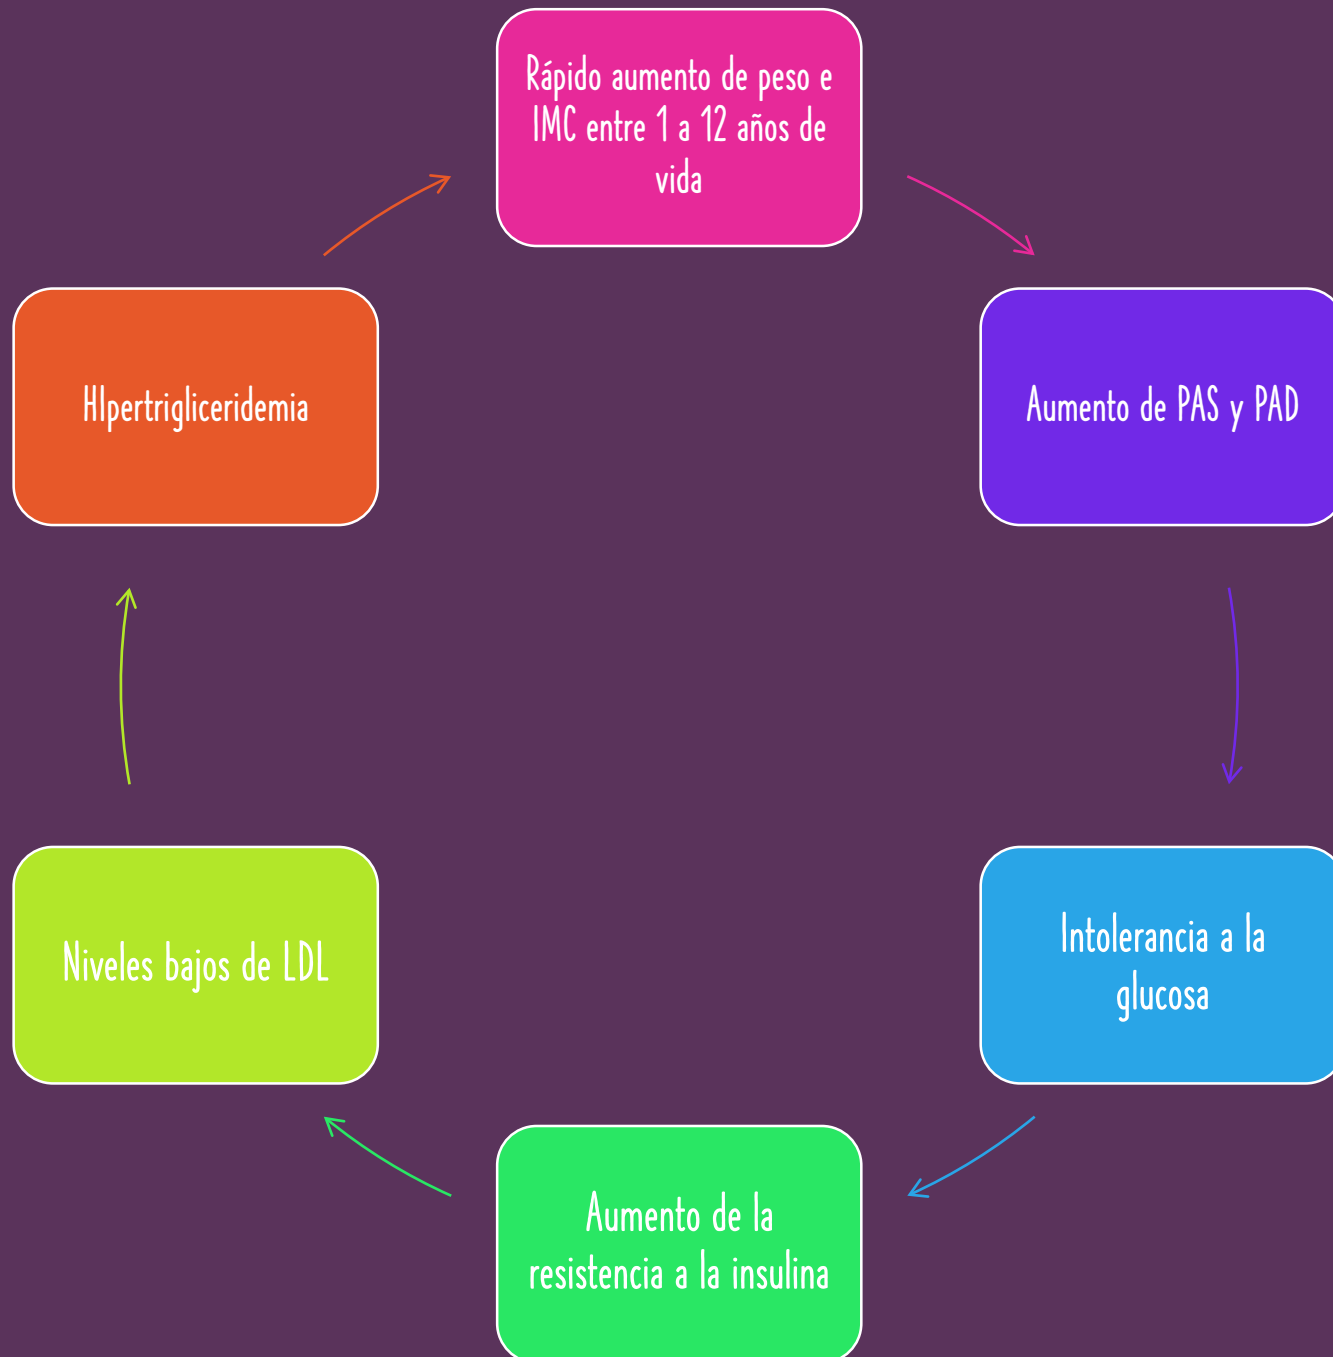 Rápido aumento de peso e
IMC entre 1 a 12 años de
vida
HIpertrigliceridemia
Aumento de PAS y PAD
Niveles bajos de LDL
Intolerancia a la
glucosa
Aumento de la
resistencia a la insulina